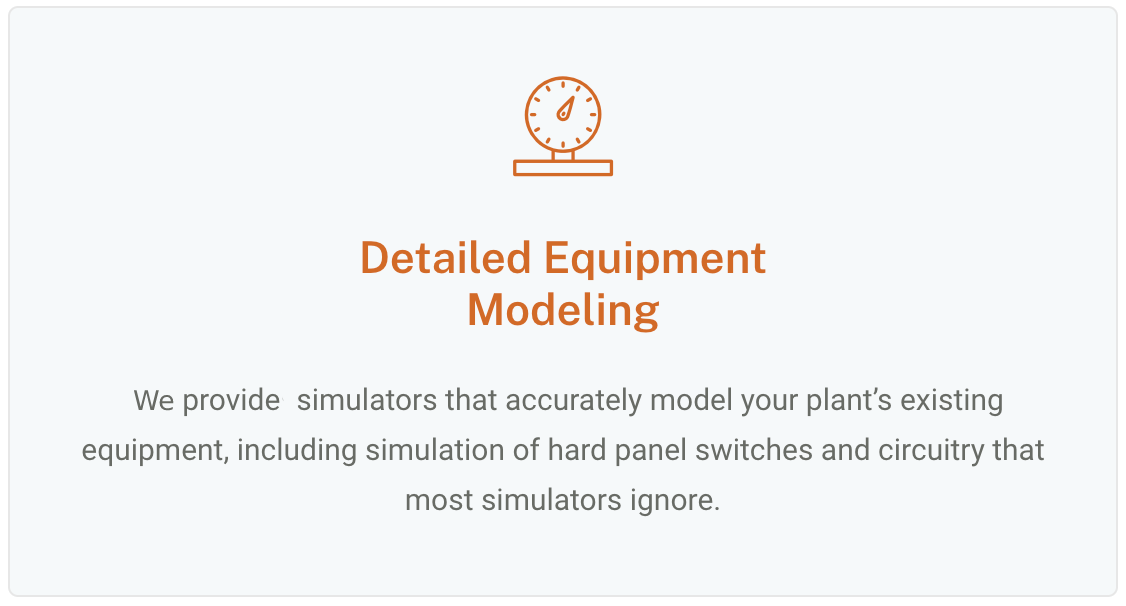 Detailed Equipment
Modeling
We provide  simulators that accurately model your plant’s existing
equipment, including simulation of hard panel switches and circuitry that
most simulators ignore.